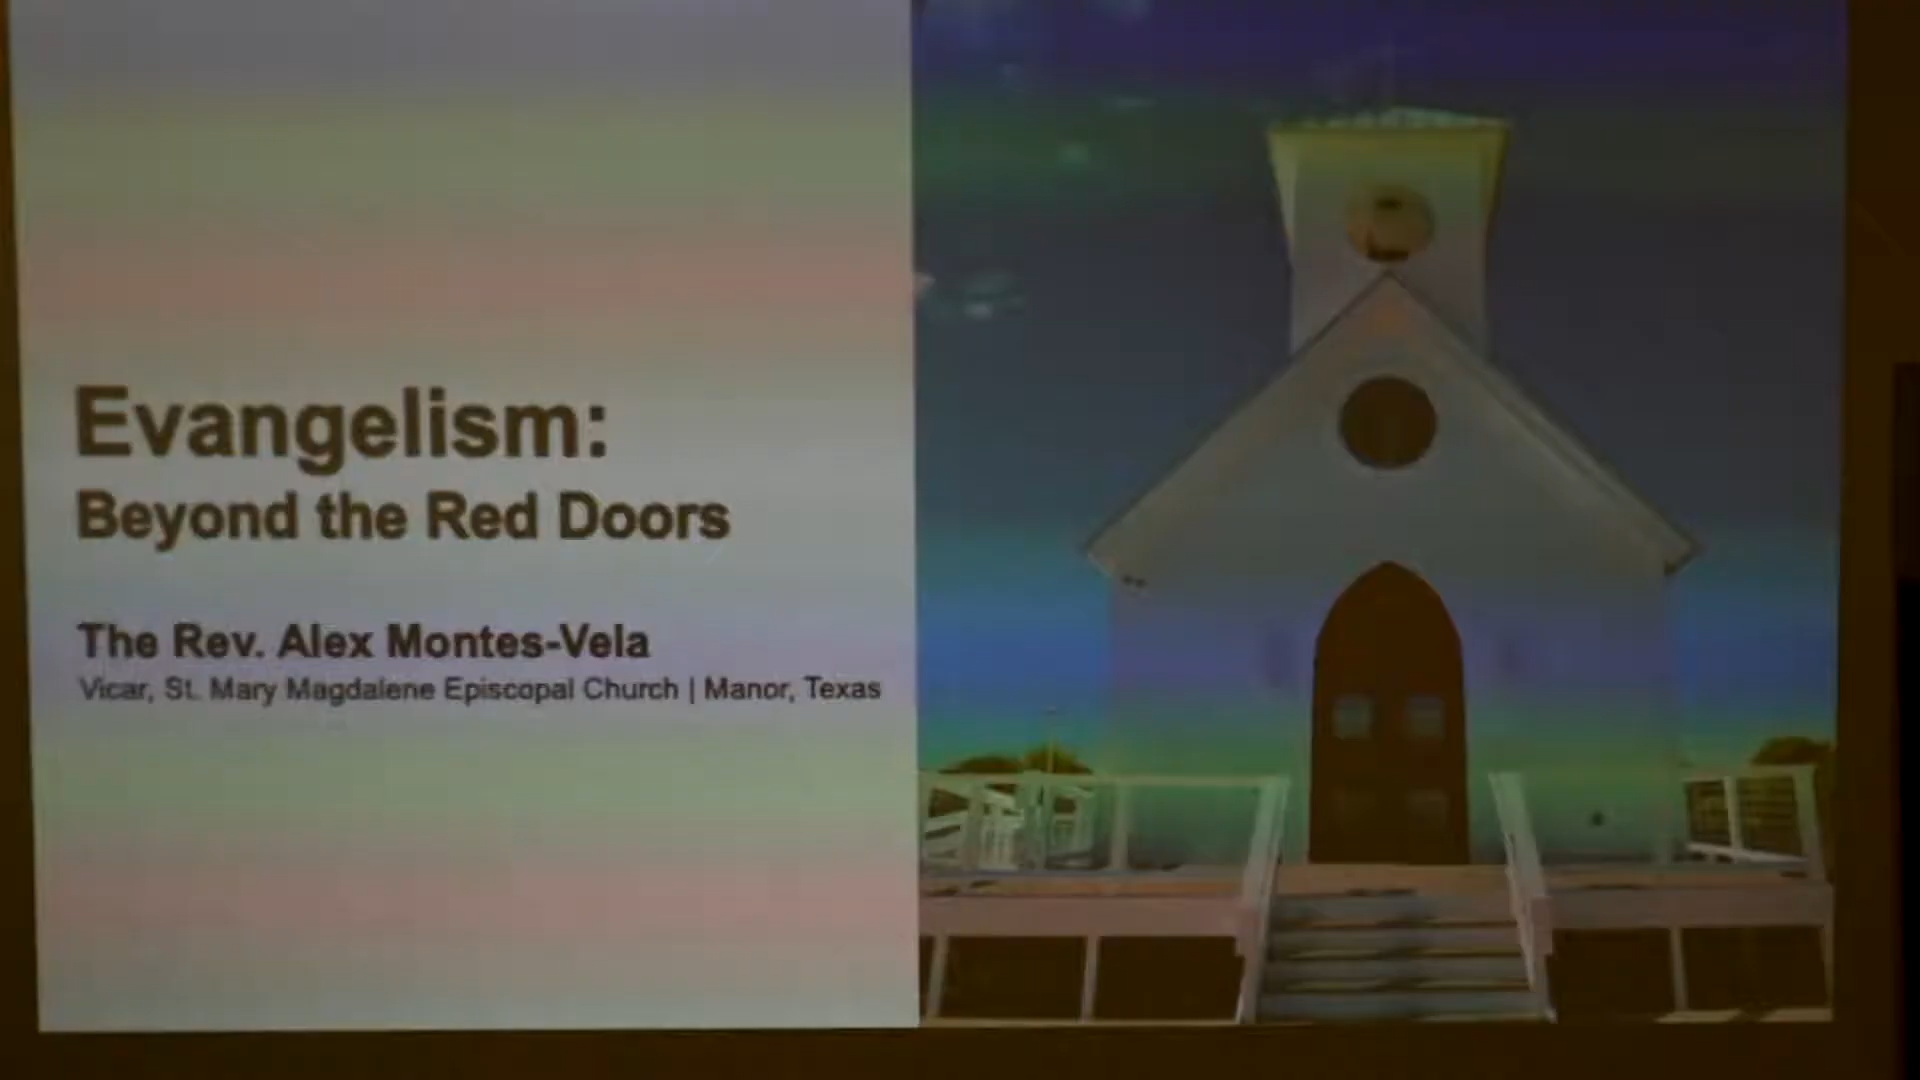 Evangelism:
Beyond the Red Doors
The Rev. Alex Montes-Vela
Vicar, St. Mary Magdalene Episcopal Church | Manor, Texas